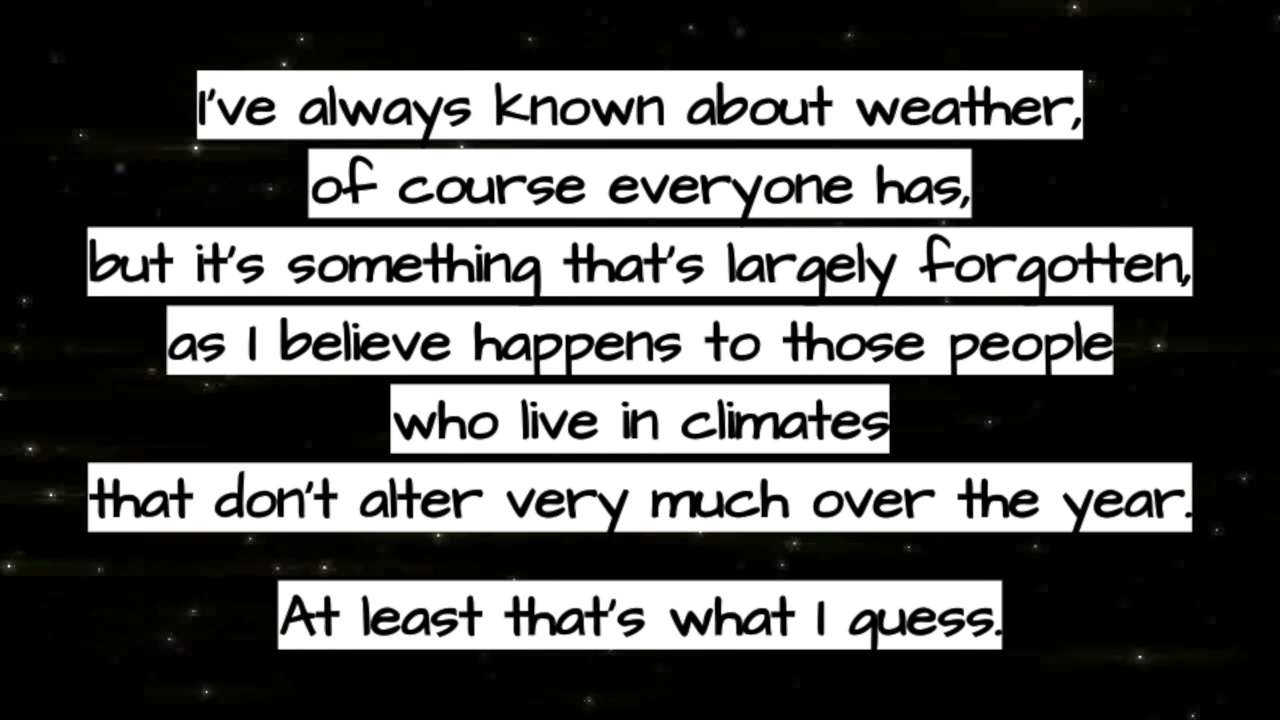 I've always known about weather,
of course everyone has,
but it's something that's largely forgotten,
as I believe happens to those people
who live in climates
that don't alter very much over the year.
At least that's what I guess.